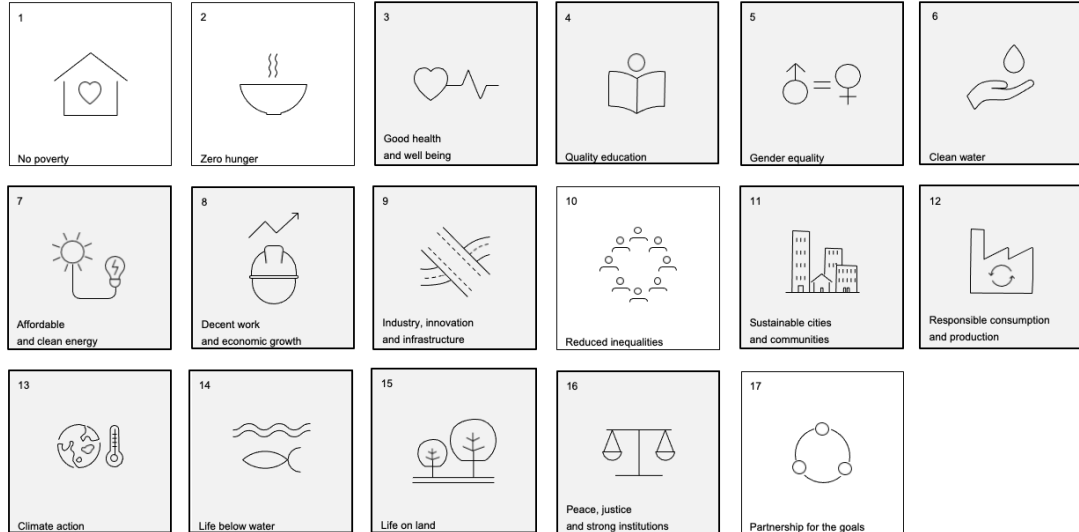 1
No poverty
2
Zero hunger
3
Good health
and well being
4
Quality education
5
Gender equality
6
Clean water
7
Affordable
and clean energy
8
Decent work
and economic growth
9
Industry, innovation
and infrastructure
10
Reduced inequalities
11
Sustainable cities
and communities
12
Responsible consumption
and production
13
Climate action
14
Life below water
15
Life on land
16
Peace, justice
and strong institutions
17
Partnership for the goals